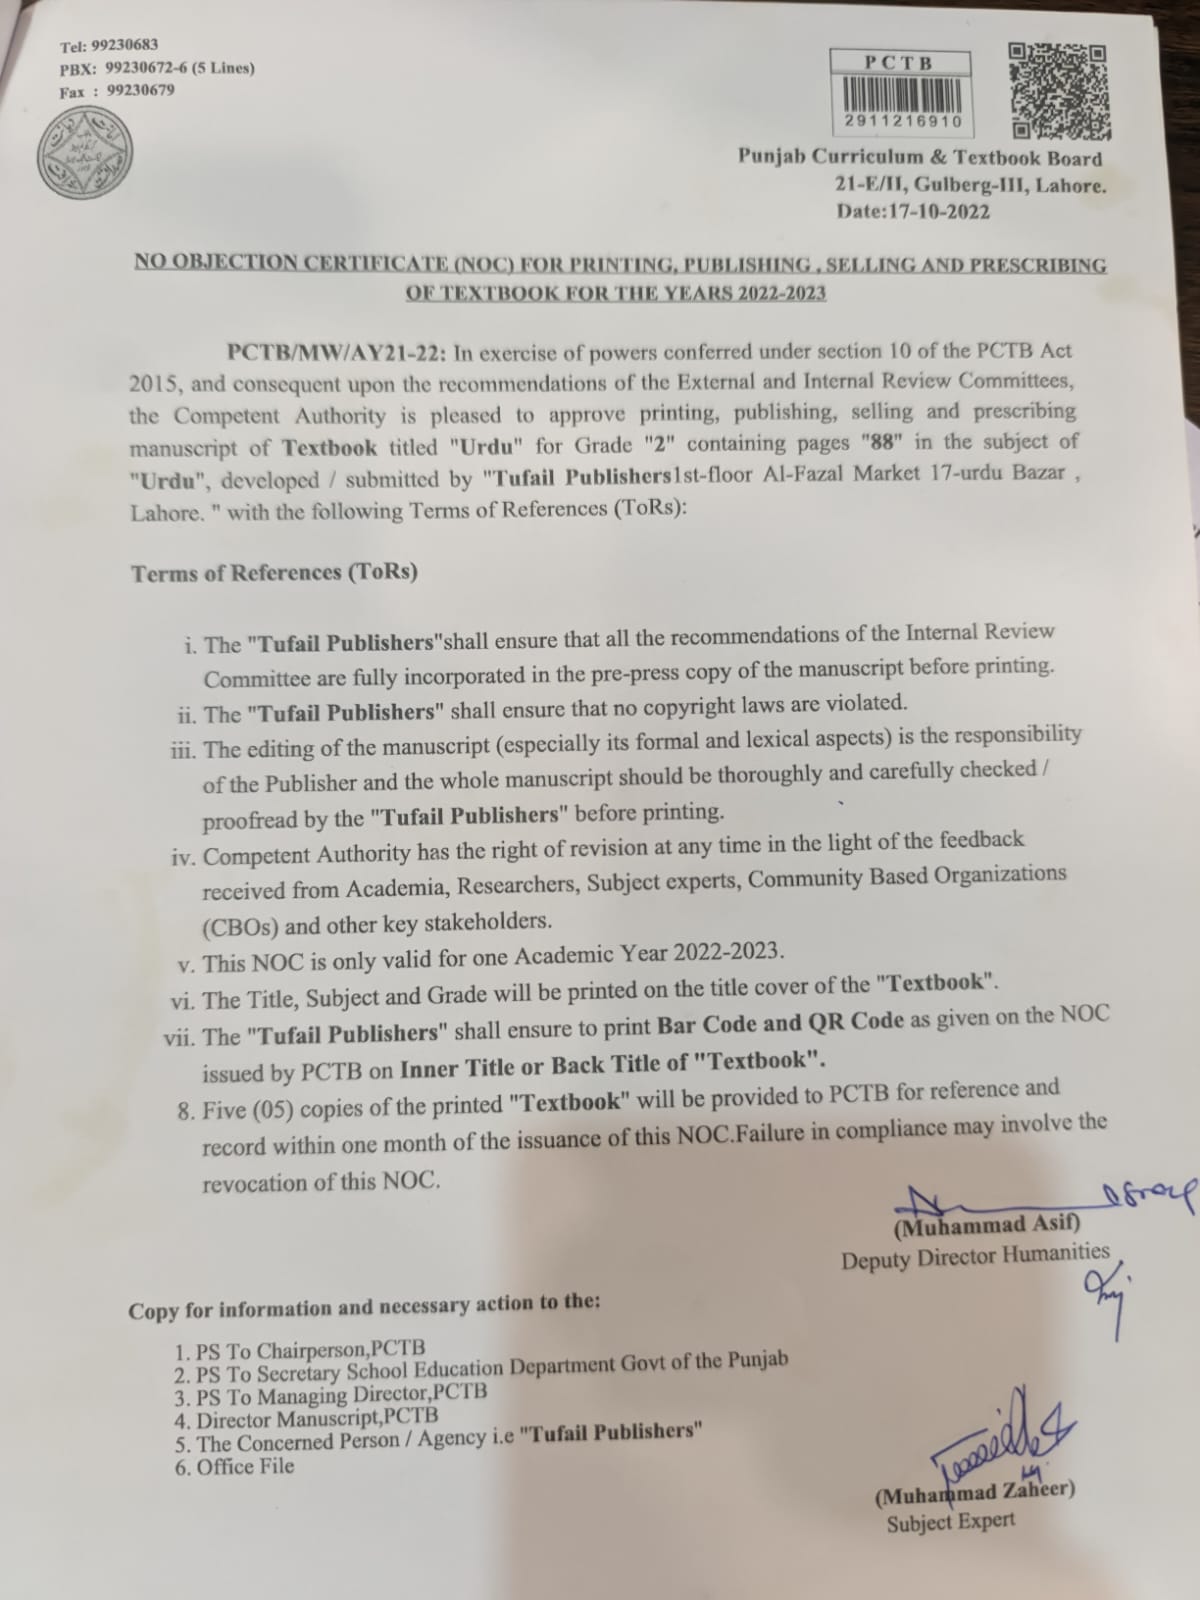 Tel: 99230683
PBX: 99230672-6 (5 Lines)
Fax : 99230679
PCTB
2911216910
Punjab Curriculum & Textbook Board
21-E/II, Gulberg-III, Lahore.
Date:17-10-2022
NO OBJECTION CERTIFICATE (NOC) FOR PRINTING, PUBLISHING , SELLING AND PRESCRIBING
OF TEXTBOOK FOR THE YEARS 2022-2023
PCTB/MW/AY21-22: In exercise of powers conferred under section 10 of the PCTB Act
2015, and consequent upon the recommendations of the External and Internal Review Committees,
the Competent Authority is pleased to approve printing, publishing, selling and prescribing
manuscript of Textbook titled "Urdu" for Grade "2" containing pages "88" in the subject of
"Urdu", developed / submitted by "Tufail Publishers1st-floor Al-Fazal Market 17-urdu Bazar ,
Lahore. " with the following Terms of References (ToRs):
Terms of References (ToRs)
i. The "Tufail Publishers"shall ensure that all the recommendations of the Internal Review
Committee are fully incorporated in the pre-press copy of the manuscript before printing.
ii. The "Tufail Publishers" shall ensure that no copyright laws are violated.
iii. The editing of the manuscript (especially its formal and lexical aspects) is the responsibility
of the Publisher and the whole manuscript should be thoroughly and carefully checked /
proofread by the "Tufail Publishers" before printing.
iv. Competent Authority has the right of revision at any time in the light of the feedback
received from Academia, Researchers, Subject experts, Community Based Organizations
(CBOs) and other key stakeholders.
v. This NOC is only valid for one Academic Year 2022-2023.
vi. The Title, Subject and Grade will be printed on the title cover of the "Textbook".
vii. The "Tufail Publishers" shall ensure to print Bar Code and QR Code as given on the NOC
issued by PCTB on Inner Title or Back Title of "Textbook".
8. Five (05) copies of the printed "Textbook" will be provided to PCTB for reference and
record within one month of the issuance of this NOC.Failure in compliance may involve the
revocation of this NOC.
(Muhammad Asif)
Deputy Director Humanities
Copy for information and necessary action to the:
1. PS To Chairperson,PCTB
2. PS To Secretary School Education Department Govt of the Punjab
3. PS To Managing Director,PCTB
4. Director Manuscript,PCTB
5. The Concerned Person / Agency i.e "Tufail Publishers"
6. Office File
(Muhammad Zaheer)
Subject Expert